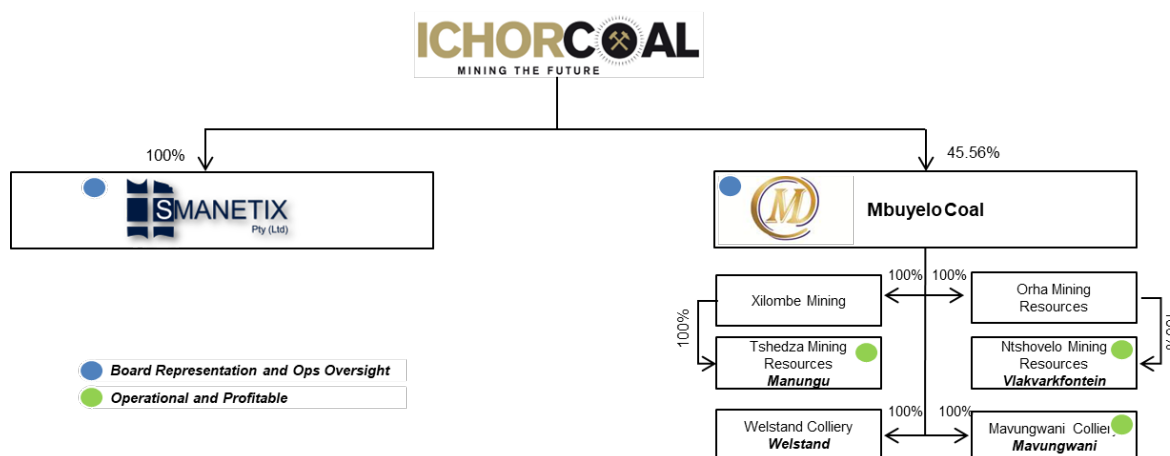 ICHORCOAL
MINING THE FUTURE
100%
45.56%
SMANETIX
Pty (Ltd)
M
Mbuyelo Coal
100%
100%
Xilombe Mining
Orha Mining
Resources
100%
100%
Tshedza Mining
Resources
Manungu
Ntshovelo Mining
Resources
Vlakvarkfontein
Board Representation and Ops Oversight
Operational and Profitable
100%
100%
Welstand Colliery
Welstand
Mavungwani Colliery
Mavungwani